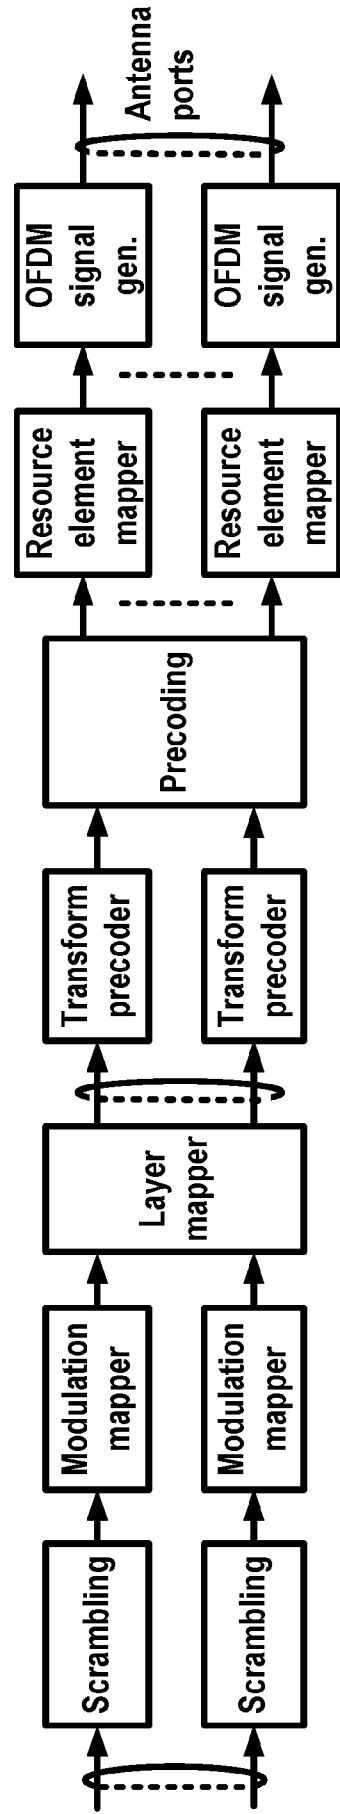 Scrambling
Scrambling
Modulation
mapper
Modulation
mapper
Layer
mapper
Transform
precoder
Transform
precoder
Precoding
Resource
element
mapper
Resource
element
mapper
OFDM
signal
gen.
OFDM
signal
gen.
Antenna
ports